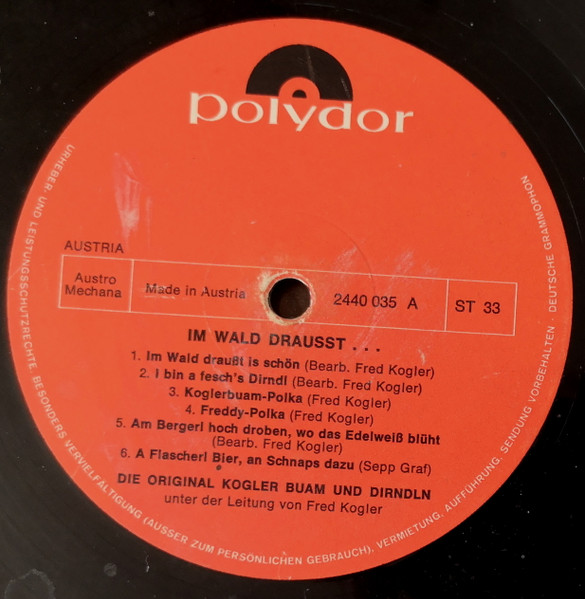 polydor
AUSTRIA
Austro
Mechana
Made in Austria
2440 035 A
ST 33
IM WALD DRAUSST . . .
1. Im Wald draußt is schön (Bearb. Fred Kogler)
2. I bin a fesch's Dirndl (Bearb. Fred Kogler)
3. Koglerbuam-Polka (Fred Kogler)
4. Freddy-Polka (Fred Kogler)
5. Am Bergerl hoch droben, wo das Edelweiß blüht
(Bearb. Fred Kogler)
6. A Flascherl Bier, an Schnaps dazu (Sepp Graf)
DIE ORIGINAL KOGLER BUAM UND DIRNDLN
unter der Leitung von Fred Kogler
URHEBER- UND LEISTUNGSSCHUTZRECHTE, BESONDERS VERVIELFÄLTIGUNG (AUSSER ZUM PERSÖNLICHEN GEBRAUCH), VERMIETUNG, AUFFÜHRUNG, SENDUNG VORBEHALTEN · DEUTSCHE GRAMMOPHON